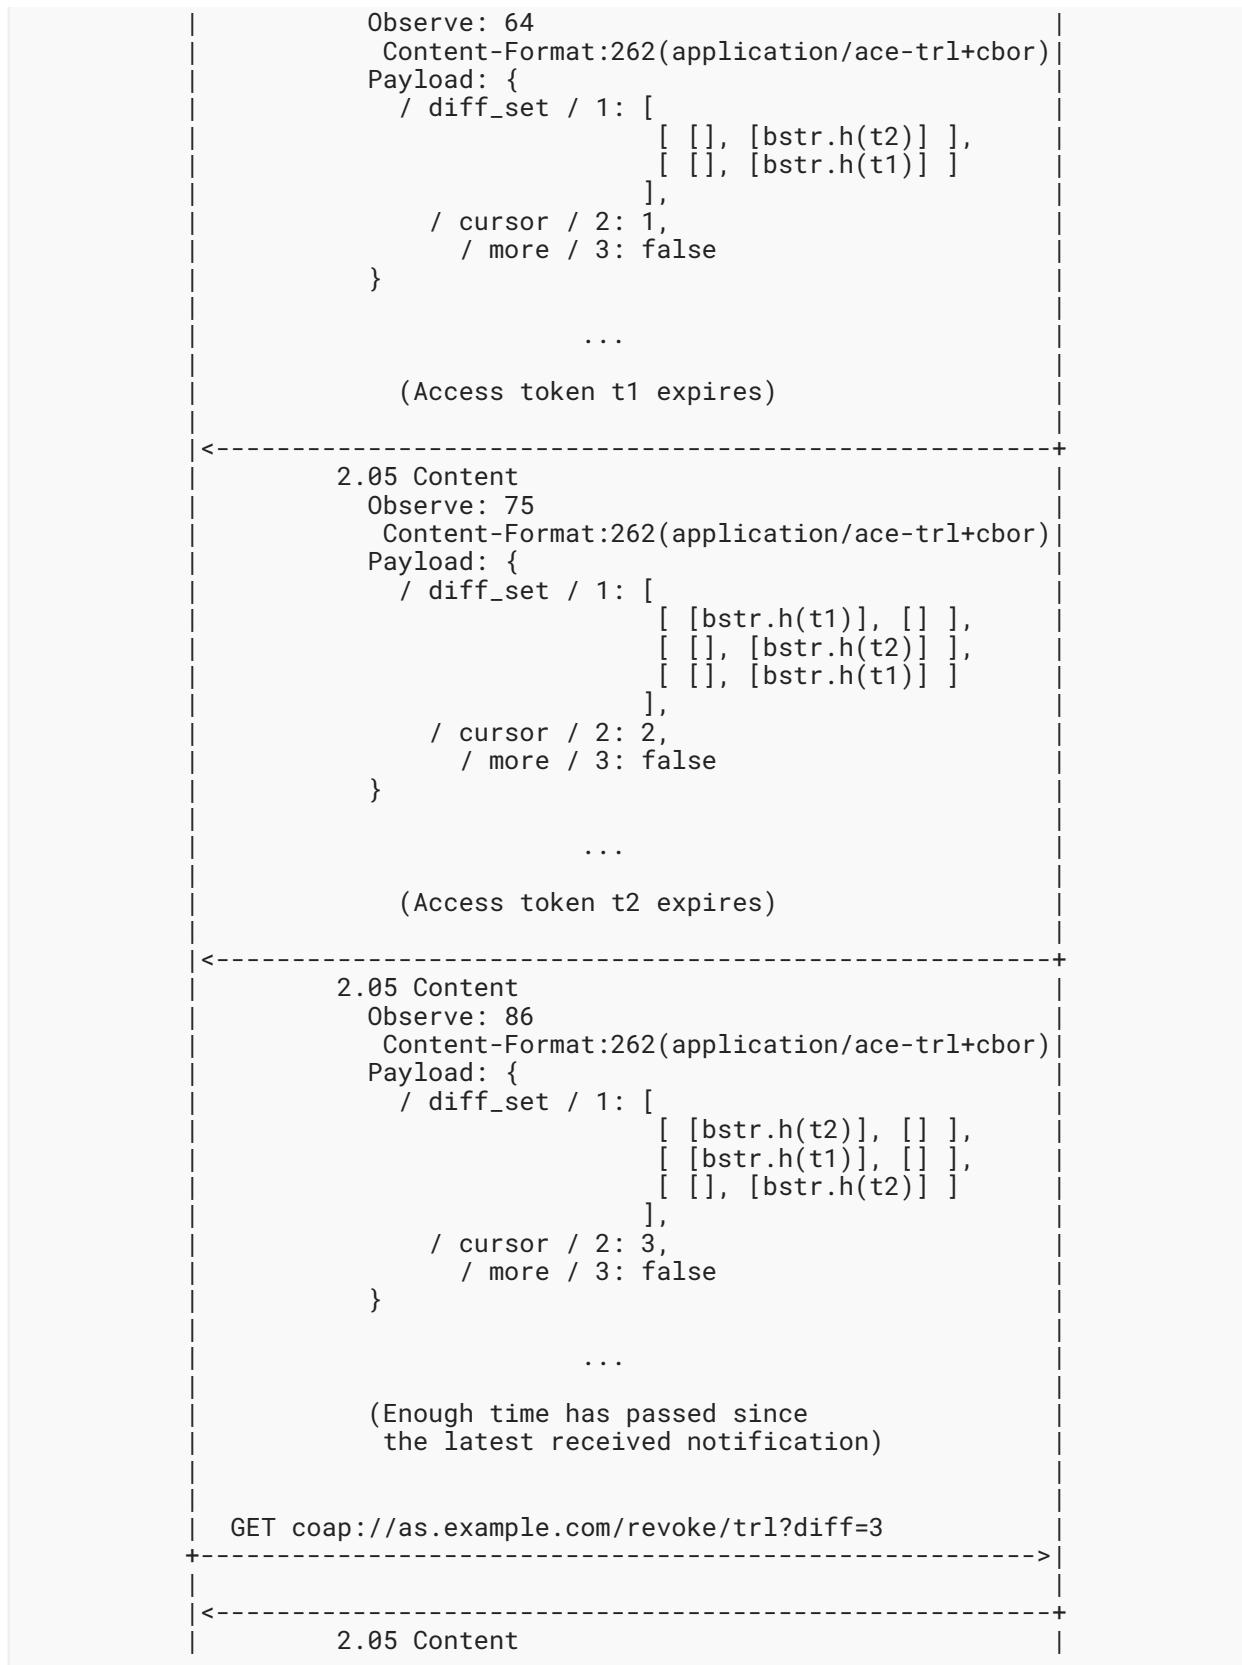 |           Observe: 64                                  |
|            Content-Format:262(application/ace-trl+cbor)|
|           Payload: {                                   |
|             / diff_set / 1: [                          |
|                              [ [], [bstr.h(t2)] ],     |
|                              [ [], [bstr.h(t1)] ]      |
|                             ],                         |
|               / cursor / 2: 1,                         |
|                 / more / 3: false                      |
|           }                                            |
|                                                        |
|                         ...                            |
|                                                        |
|             (Access token t1 expires)                  |
|                                                        |
|<-------------------------------------------------------+
|         2.05 Content                                   |
|           Observe: 75                                  |
|            Content-Format:262(application/ace-trl+cbor)|
|           Payload: {                                   |
|             / diff_set / 1: [                          |
|                              [ [bstr.h(t1)], [] ],     |
|                              [ [], [bstr.h(t2)] ],     |
|                              [ [], [bstr.h(t1)] ]      |
|                             ],                         |
|               / cursor / 2: 2,                         |
|                 / more / 3: false                      |
|           }                                            |
|                                                        |
|                         ...                            |
|                                                        |
|             (Access token t2 expires)                  |
|                                                        |
|<-------------------------------------------------------+
|         2.05 Content                                   |
|           Observe: 86                                  |
|            Content-Format:262(application/ace-trl+cbor)|
|           Payload: {                                   |
|             / diff_set / 1: [                          |
|                              [ [bstr.h(t2)], [] ],     |
|                              [ [bstr.h(t1)], [] ],     |
|                              [ [], [bstr.h(t2)] ]      |
|                             ],                         |
|               / cursor / 2: 3,                         |
|                 / more / 3: false                      |
|           }                                            |
|                                                        |
|                         ...                            |
|                                                        |
|           (Enough time has passed since                |
|            the latest received notification)           |
|                                                        |
|                                                        |
|  GET coap://as.example.com/revoke/trl?diff=3           |
+------------------------------------------------------->|
|                                                        |
|<-------------------------------------------------------+
|         2.05 Content                                   |